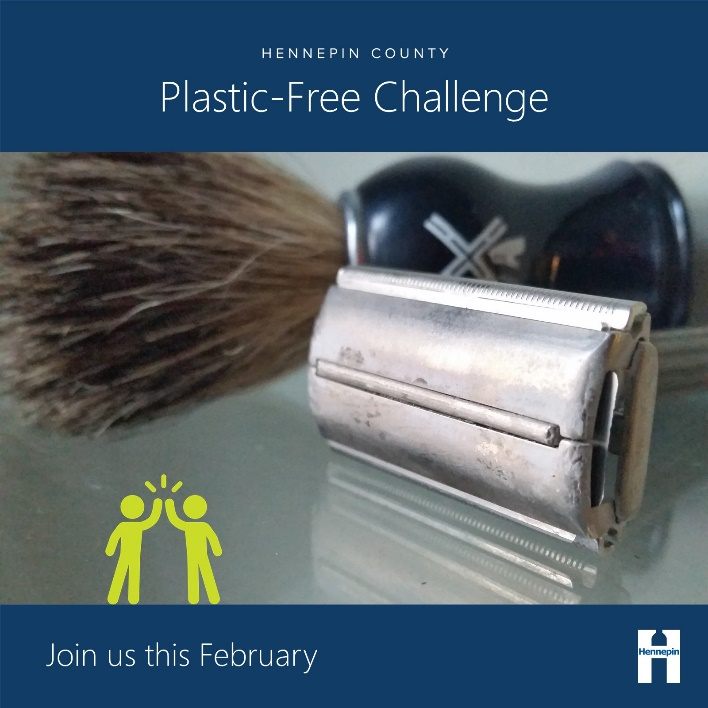 HENNEPIN COUNTY
Plastic-Free Challenge
Join us this February
Hennepin